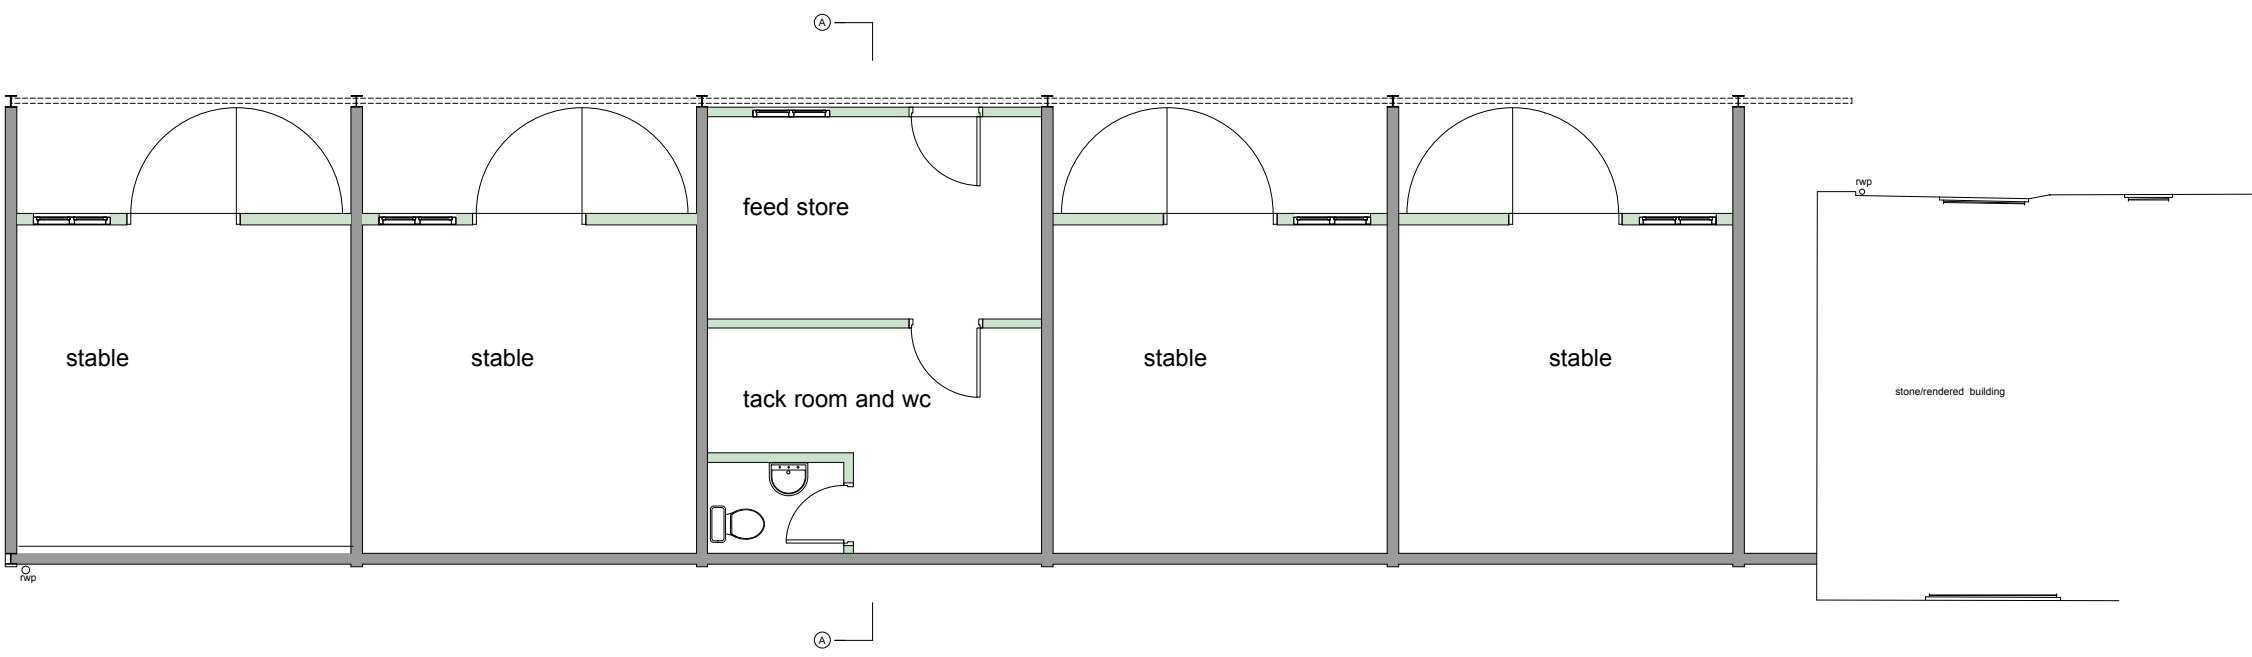 A
rwp
feed store
stable
stable
stable
stable
stone/rendered building
tack room and wc
rwp
A